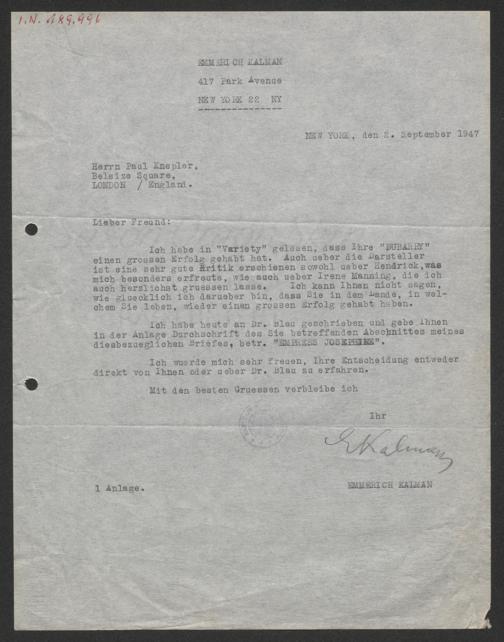 I.N. 189.996
EMMERICH KALMAN
417 Park Avenue
NEW YORK 22 NY
NEW YORK, den 2. September 1947
Herrn Paul Knepler,
Belsize Square,
LONDON / England.
Lieber Freund:
Ich habe in "Variety" gelesen, dass Ihre "DUBARRY"
einen grossen Erfolg gehabt hat. Auch ueber die Darsteller
ist eine sehr gute Kritik erschienen sowohl ueber Hendrick, was
mich besonders erfreute, wie auch ueber Irene Manning, die ich
auch herzlichst gruessen lasse. Ich kann Ihnen nicht sagen,
wie gluecklich ich darueber bin, dass Sie in dem Lande, in wel-
chem Sie leben, wieder einen grossen Erfolg gehabt haben.
Ich habe heute an Dr. Blau geschrieben und gebe Ihnen
in der Anlage Durchschrift des Sie betreffenden Abschnittes meines
diesbezueglichen Briefes, betr. "EMPRESS JOSEPHINE".
Ich wuerde mich sehr freuen, Ihre Entscheidung entweder
direkt von Ihnen oder ueber Dr. Blau zu erfahren.
Mit den besten Gruessen verbleibe ich
Ihr
EKalman
1 Anlage.
EMMERICH KALMAN